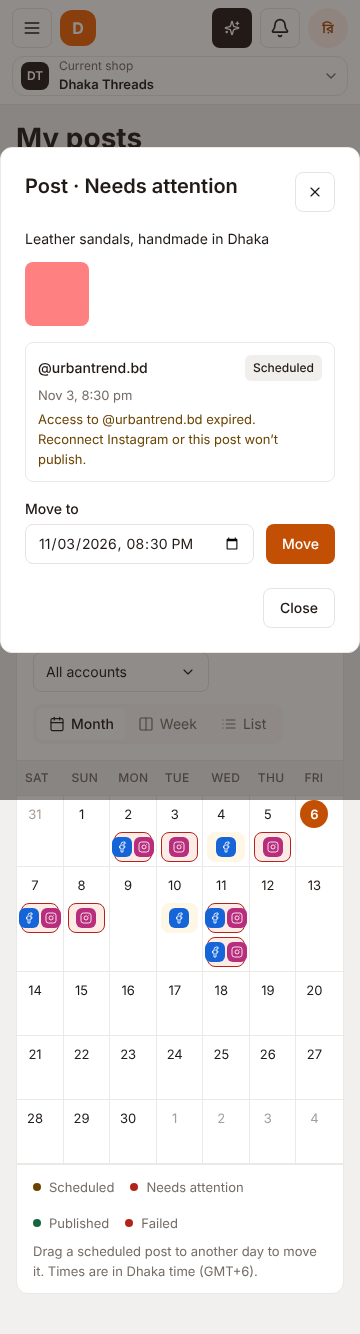 D
রি
DT
Current shop
Dhaka Threads
My posts
Post · Needs attention
Leather sandals, handmade in Dhaka
@urbantrend.bd
Scheduled
Nov 3, 8:30 pm
Access to @urbantrend.bd expired.
Reconnect Instagram or this post won't
publish.
Move to
11/03/2026, 08:30 PM
Move
Close
All accounts
Month Week List
SAT SUN MON TUE WED THU FRI
31 1 2 3 4 5 6
7 8 9 10 11 12 13
14 15 16 17 18 19 20
21 22 23 24 25 26 27
28 29 30 1 2 3 4
Scheduled Needs attention
Published Failed
Drag a scheduled post to another day to move
it. Times are in Dhaka time (GMT+6).